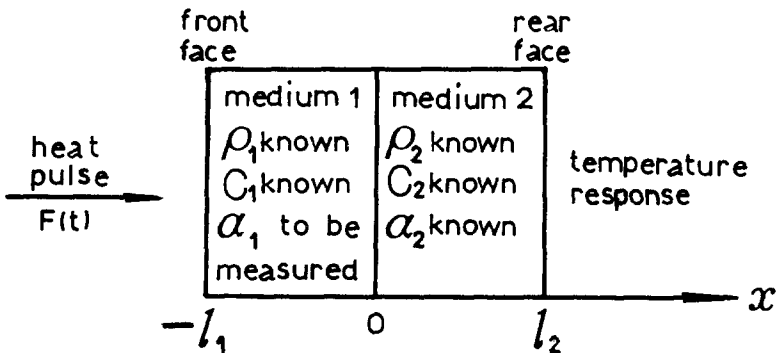 front face
rear face
heat pulse
F(t)
medium 1
ρ₁ known
C₁ known
α₁ to be
measured
medium 2
ρ₂ known
C₂ known
α₂ known
temperature
response
-l₁
0
l₂
x